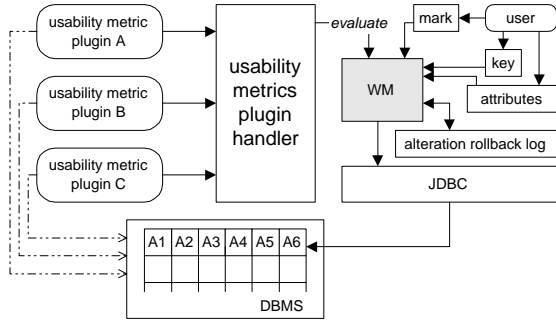 usability metric
plugin A
usability metric
plugin B
usability metric
plugin C
usability
metrics
plugin
handler
evaluate
mark
user
key
WM
attributes
alteration rollback log
JDBC
A1 A2 A3 A4 A5 A6
DBMS